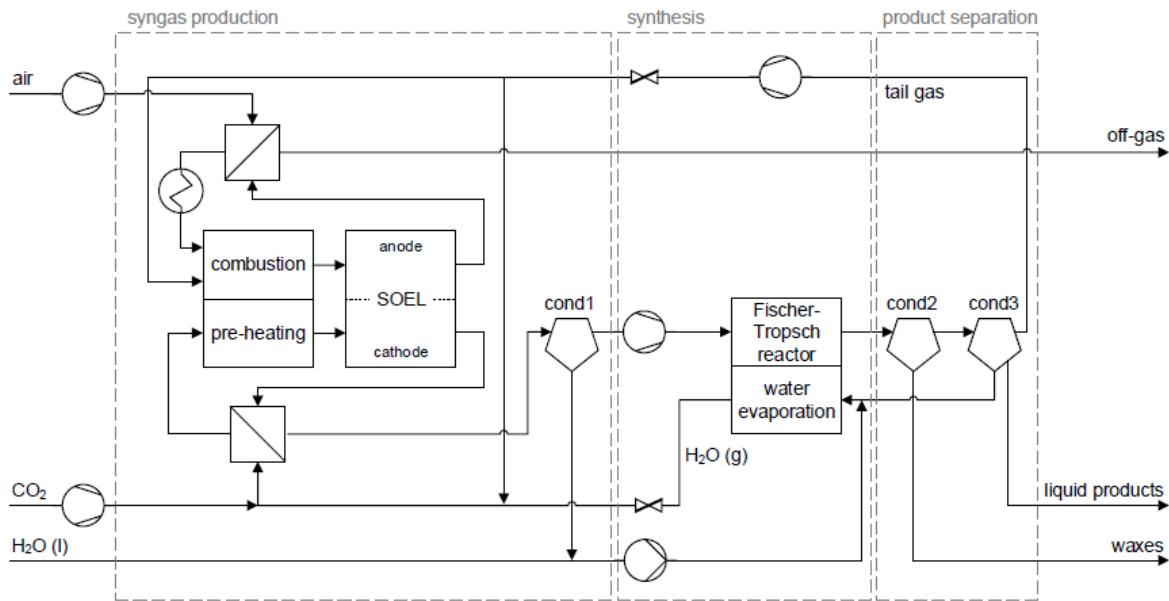 syngas production
synthesis
product separation
air
tail gas
off-gas
combustion
anode
SOEL
cathode
pre-heating
cond1
Fischer-
Tropsch
reactor
water
evaporation
cond2
cond3
H₂O (g)
CO₂
liquid products
H₂O (l)
waxes